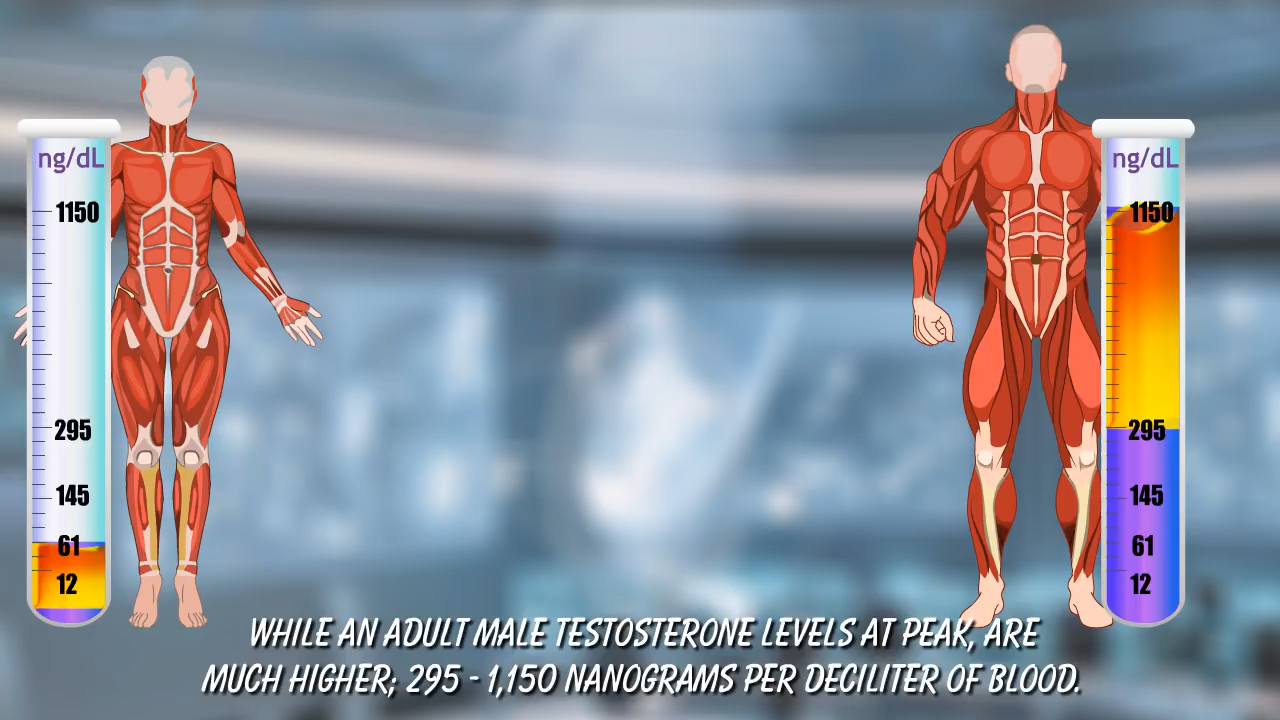 ng/dL
1150
295
145
61
12
ng/dL
1150
295
145
61
12
WHILE AN ADULT MALE TESTOSTERONE LEVELS AT PEAK, ARE
MUCH HIGHER; 295 - 1,150 NANOGRAMS PER DECILITER OF BLOOD.